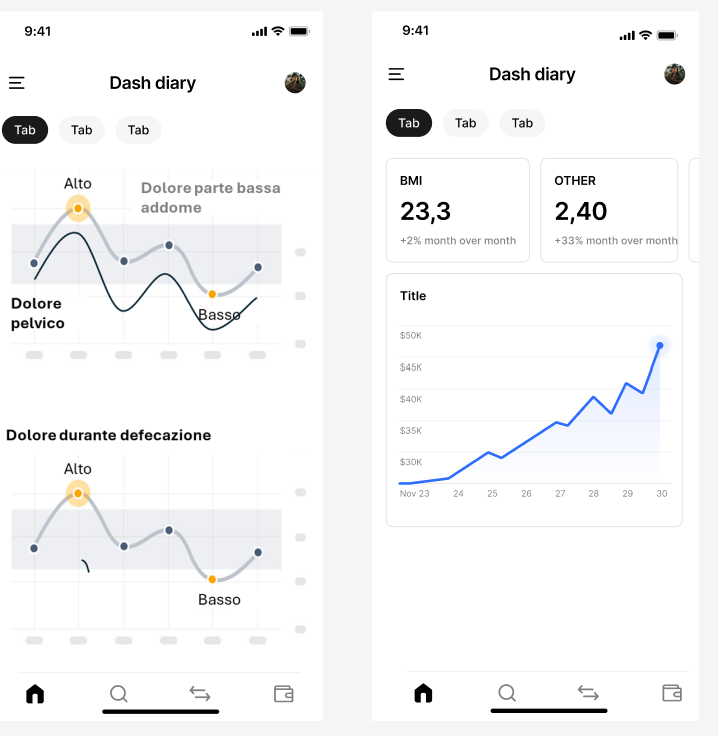 9:41
Dash diary
Tab
Tab
Tab
Alto
Dolore parte bassa
addome
Dolore
pelvico
Basso
Dolore durante defecazione
Alto
Basso
9:41
Dash diary
Tab
Tab
Tab
BMI
23,3
+2% month over month
OTHER
2,40
+33% month over month
Title
$50K
$45K
$40K
$35K
$30K
Nov 23 24 25 26 27 28 29 30